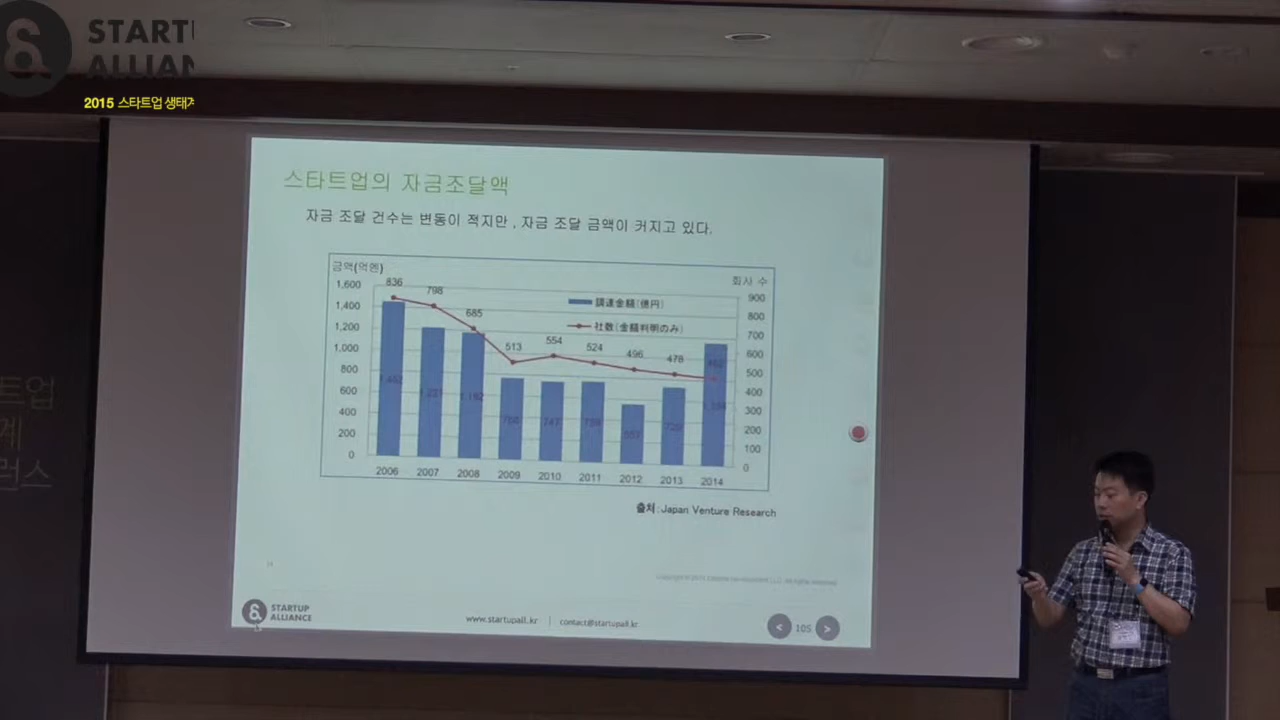 START
ALLIAN
2015 스타트업 생태계
스타트업의 자금조달액
자금 조달 건수는 변동이 적지만, 자금 조달 금액이 커지고 있다.
금액(억엔)
회사 수
調達金額(億円)
社数(金額判明のみ)
1,600
1,400
1,200
1,000
800
600
400
200
0
900
800
700
600
500
400
300
200
100
0
836
798
685
513
554
524
496
478
2006
2007
2008
2009
2010
2011
2012
2013
2014
출처:Japan Venture Research
STARTUP
ALLIANCE
www.startupall.kr | contact@startupall.kr
< 105 >
트업
계
런스